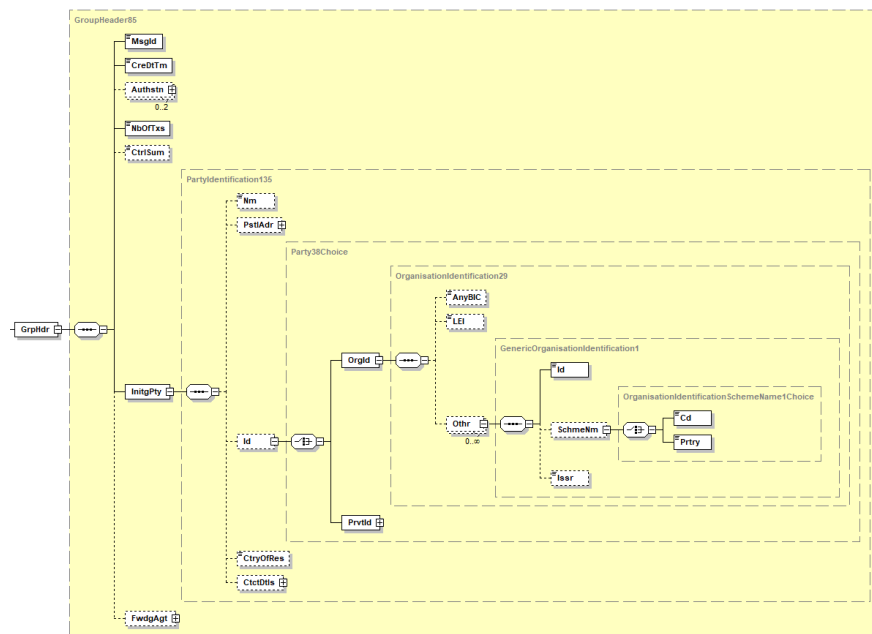 GroupHeader85
MsgId
CreDtTm
Authstn
0..2
NbOfTxs
CtrlSum
PartyIdentification135
Nm
PstlAdr
Party38Choice
OrganisationIdentification29
AnyBIC
LEI
GrpHdr
GenericOrganisationIdentification1
OrgId
Id
OrganisationIdentificationSchemeName1Choice
InitgPty
Cd
Othr
SchmeNm
0..∞
Id
Prtry
Issr
PrvtId
CtryOfRes
CtctDtls
FwdgAgt